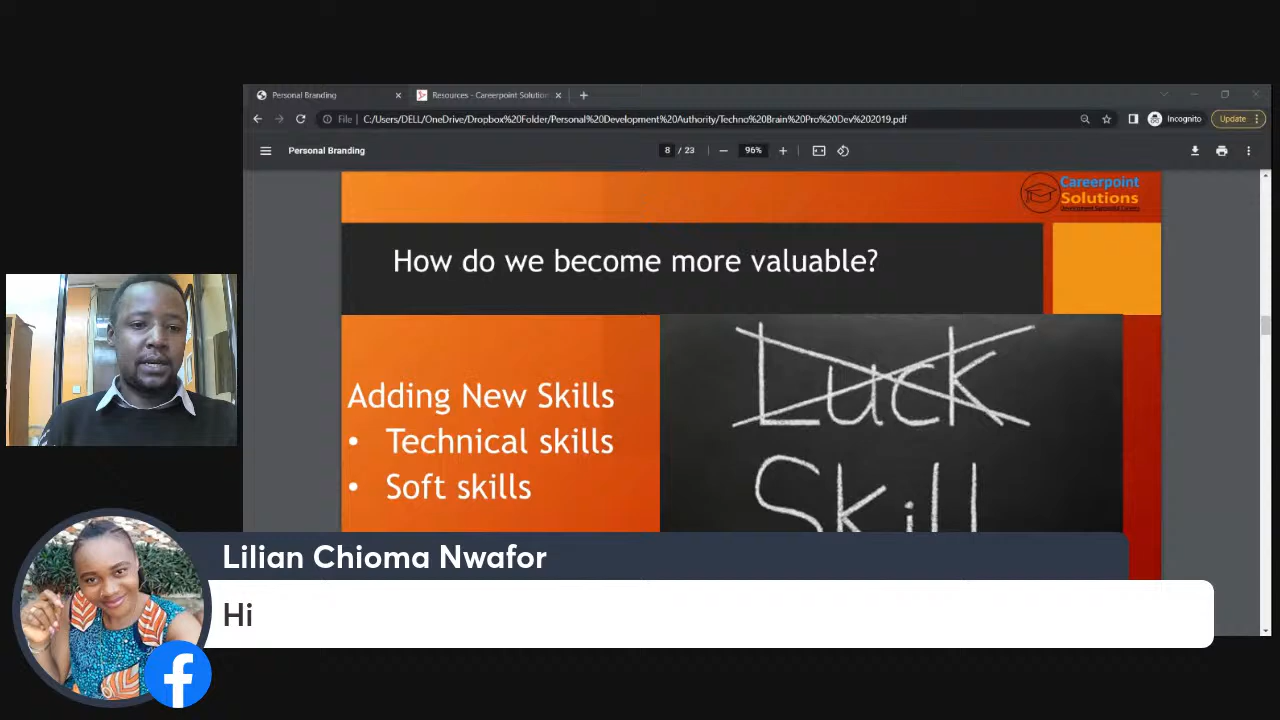 Personal Branding
Resources - Careerpoint Solution
File
C:/Users/DELL/OneDrive/Dropbox%20Folder/Personal%20Development%20Authority/Techno%20Brain%20Pro%20Dev%202019.pdf
Incognito
Update
Personal Branding
8 / 23
96%
Careerpoint
Solutions
How do we become more valuable?
Adding New Skills
• Technical skills
• Soft skills
Luck
Skill
Lilian Chioma Nwafor
Hi